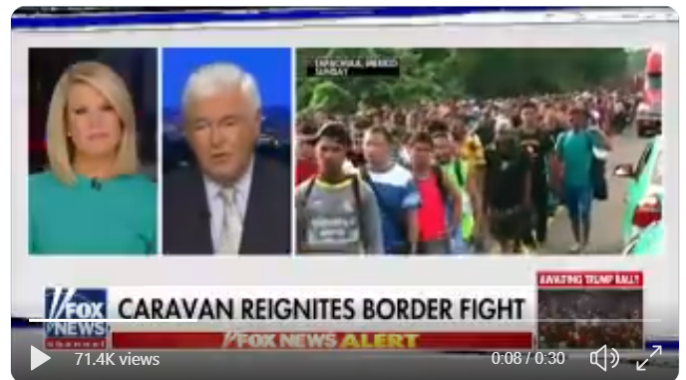 TAPACHULA, MEXICO
SUNDAY
AWAITING TRUMP RALLY
FOX
NEWS
channel
CARAVAN REIGNITES BORDER FIGHT
FOX NEWS ALERT
71.4K views
0:08 / 0:30